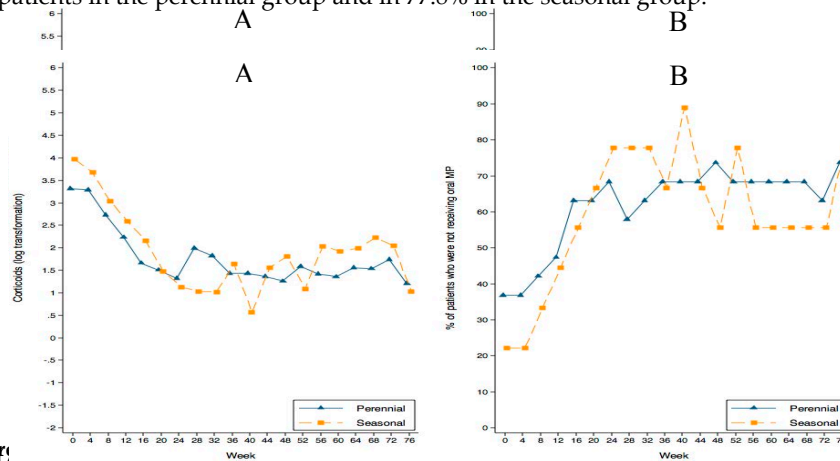 patients in the perennial group and in 77.8% in the seasonal group.
A
B
6
5.5
100
90
A
B
6
5.5
5
4.5
4
3.5
3
2.5
2
1.5
1
.5
0
-.5
-1
-1.5
-2
Corticoids (log transformation)
0 4 8 12 16 20 24 28 32 36 40 44 48 52 56 60 64 68 72 76
Week
Perennial
Seasonal
100
90
80
70
60
50
40
30
20
10
0
% of patients who were not receiving oral MP
0 4 8 12 16 20 24 28 32 36 40 44 48 52 56 60 64 68 72
Week
Perennial
Seasonal